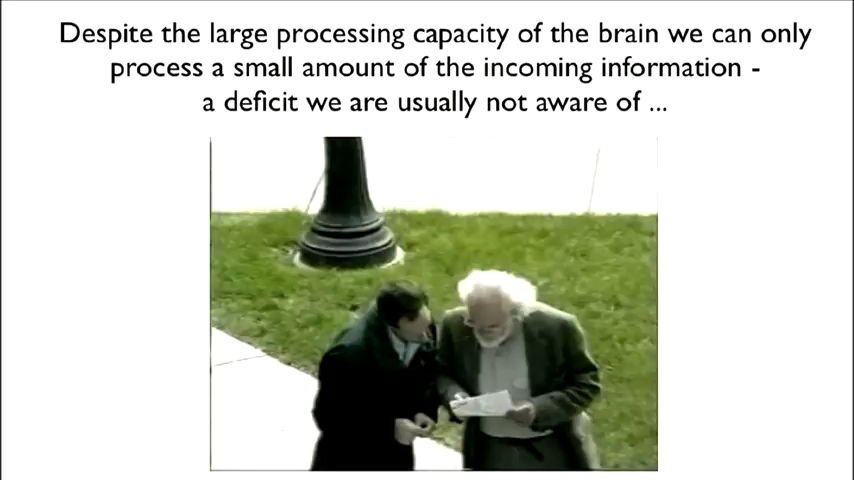 Despite the large processing capacity of the brain we can only
process a small amount of the incoming information -
a deficit we are usually not aware of ...